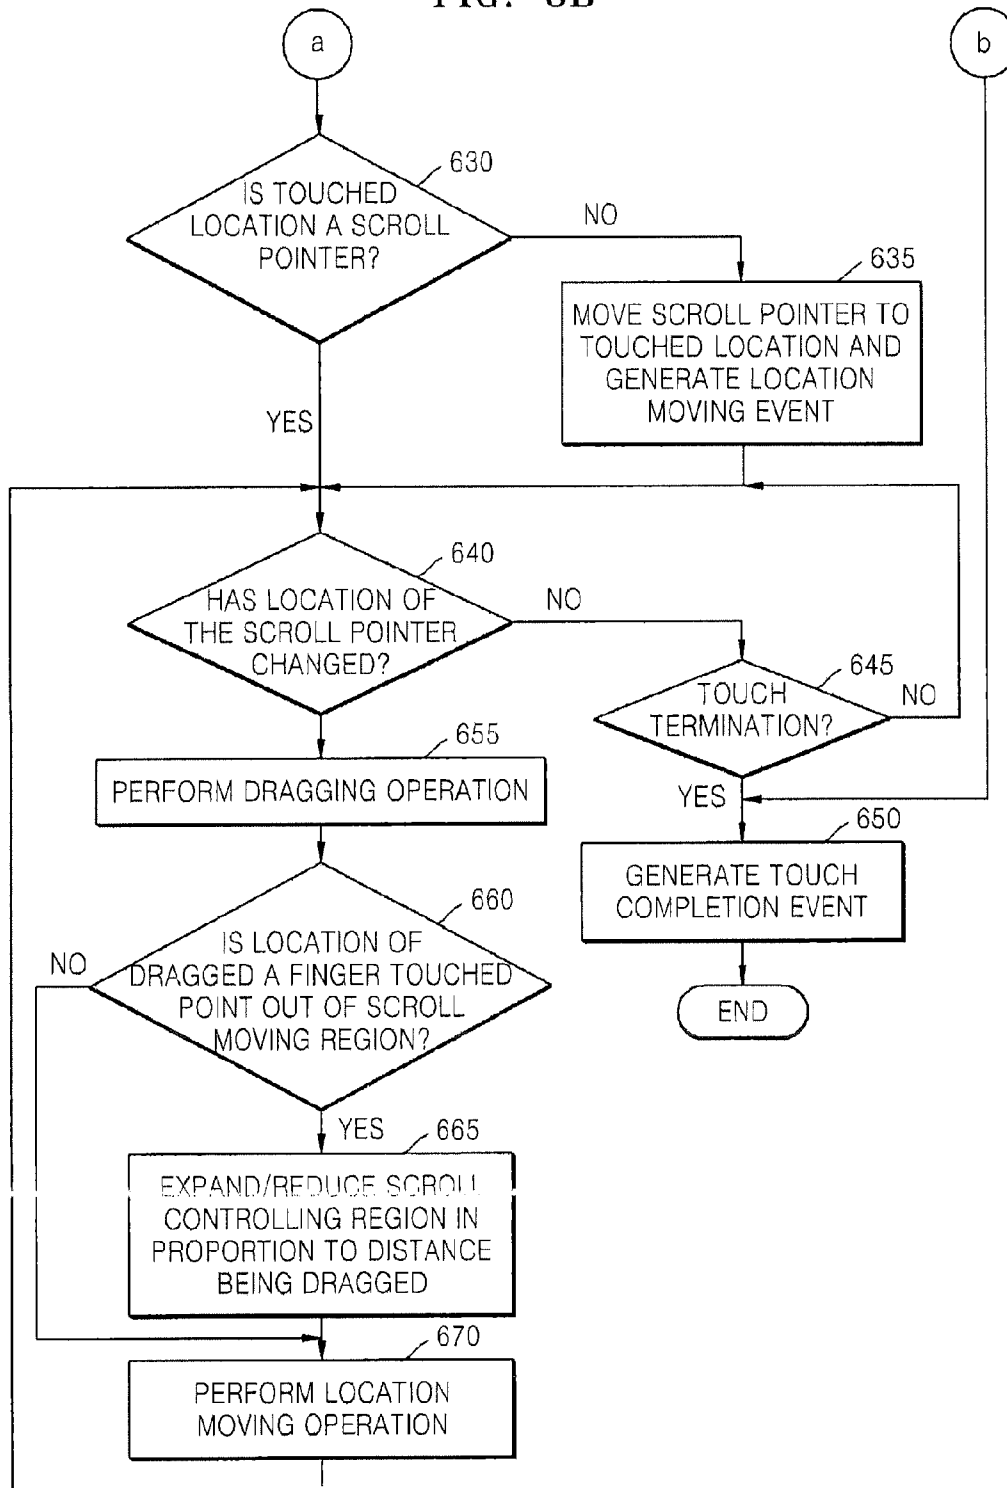 a
b
630
IS TOUCHED
LOCATION A SCROLL
POINTER?
NO
635
MOVE SCROLL POINTER TO
TOUCHED LOCATION AND
GENERATE LOCATION
MOVING EVENT
YES
640
HAS LOCATION OF
THE SCROLL POINTER
CHANGED?
NO
645
TOUCH
TERMINATION?
NO
655
PERFORM DRAGGING OPERATION
YES
650
GENERATE TOUCH
COMPLETION EVENT
660
IS LOCATION OF
DRAGGED A FINGER TOUCHED
POINT OUT OF SCROLL
MOVING REGION?
NO
END
YES
665
EXPAND/REDUCE SCROLL
CONTROLLING REGION IN
PROPORTION TO DISTANCE
BEING DRAGGED
670
PERFORM LOCATION
MOVING OPERATION